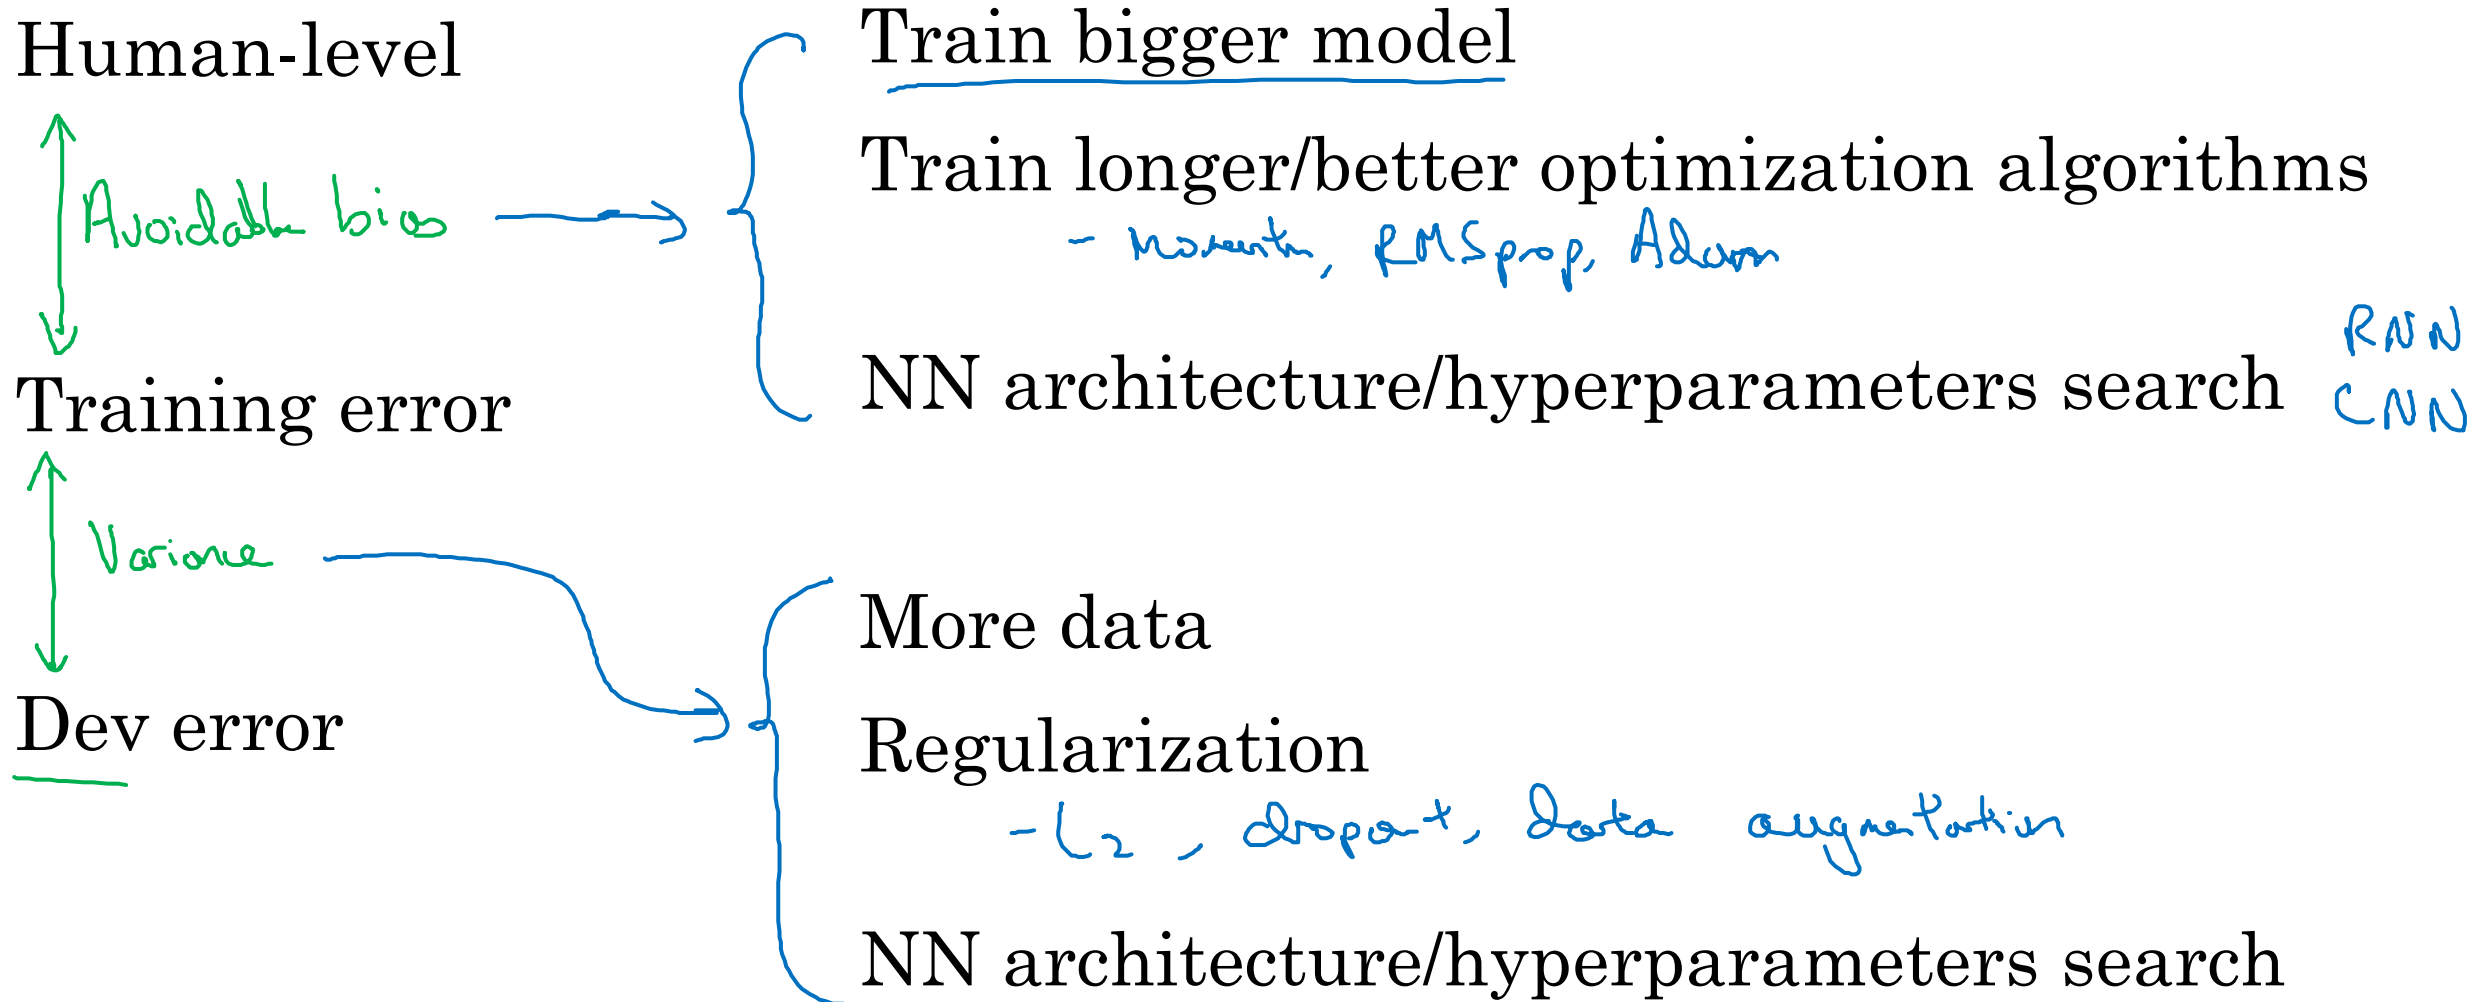 Human-level
Avoidable bias
Training error
Variance
Dev error
Train bigger model
Train longer/better optimization algorithms
- Momentum, RMSprop, Adam
NN architecture/hyperparameters search
RNN
CNN
More data
Regularization
- L2, dropout, data augmentation
NN architecture/hyperparameters search